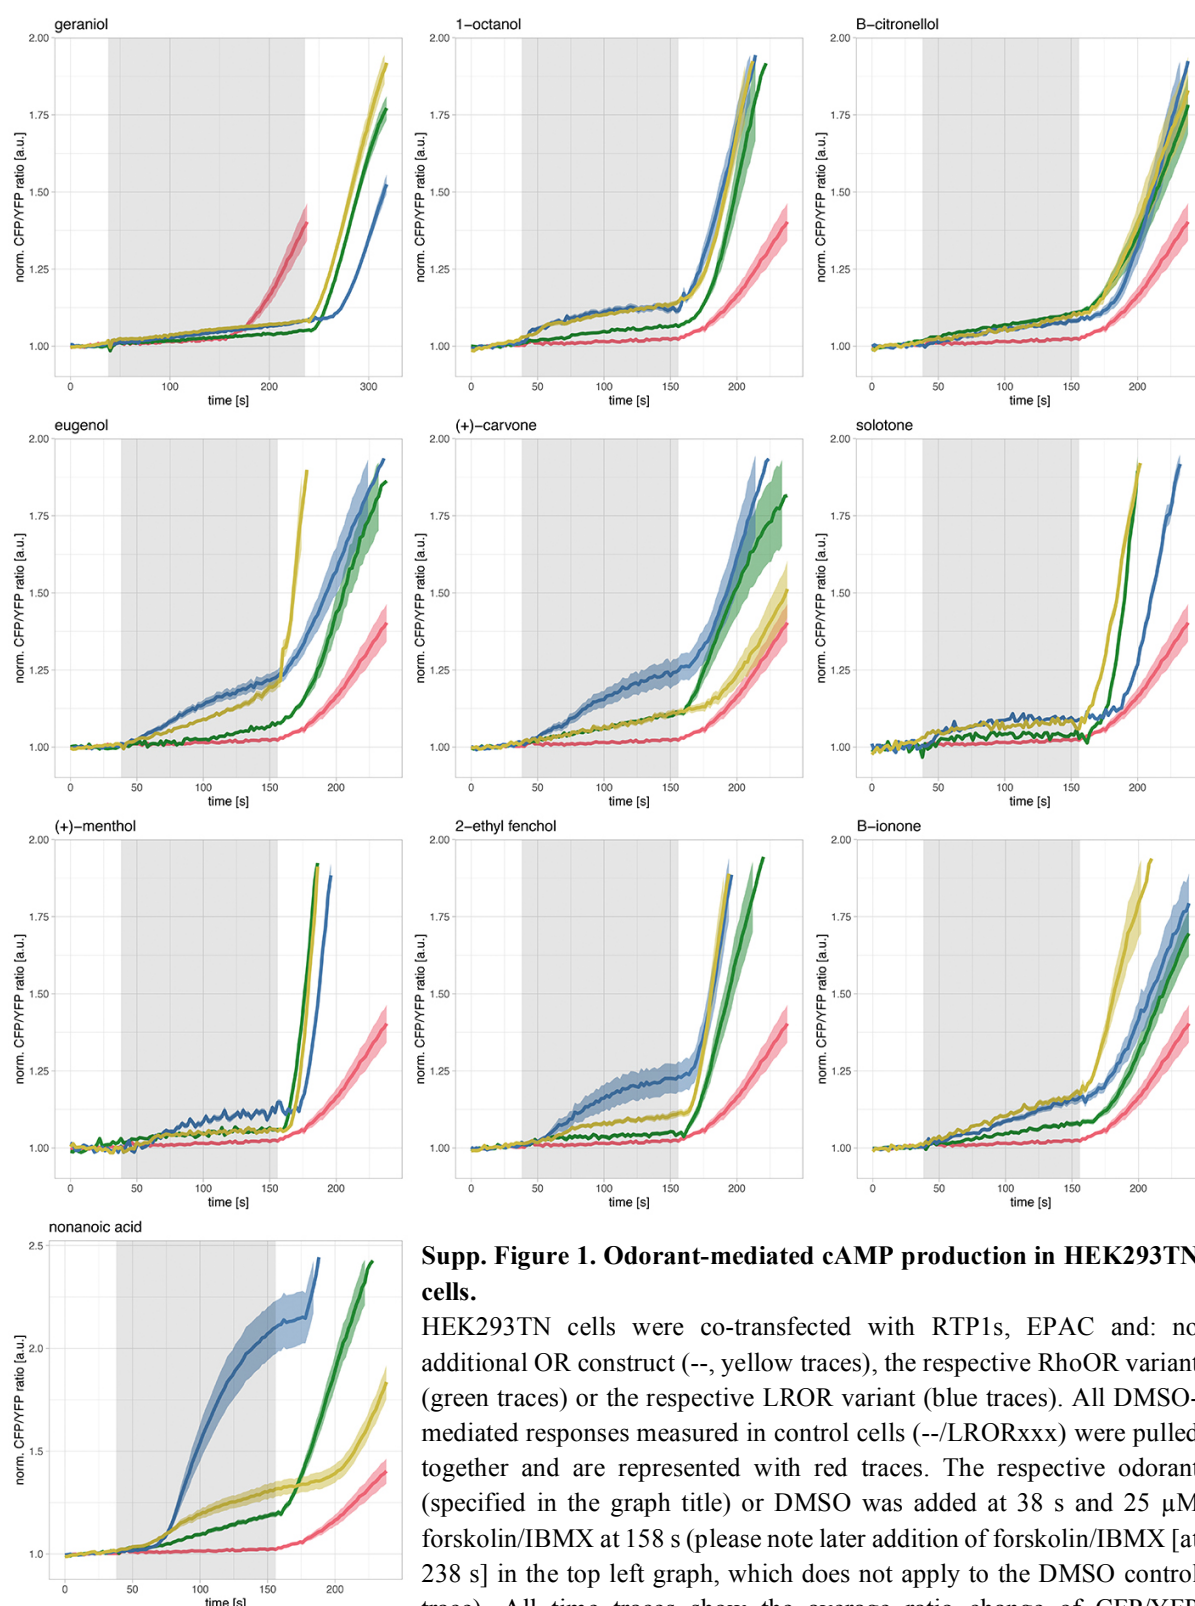 geraniol
norm. CFP/YFP ratio [a.u.]
2.00
1.75
1.50
1.25
1.00
0 100 200 300
time [s]
1−octanol
norm. CFP/YFP ratio [a.u.]
2.00
1.75
1.50
1.25
1.00
0 50 100 150 200
time [s]
B−citronellol
norm. CFP/YFP ratio [a.u.]
2.00
1.75
1.50
1.25
1.00
0 50 100 150 200
time [s]
eugenol
norm. CFP/YFP ratio [a.u.]
2.00
1.75
1.50
1.25
1.00
0 50 100 150 200
time [s]
(+)−carvone
norm. CFP/YFP ratio [a.u.]
2.00
1.75
1.50
1.25
1.00
0 50 100 150 200
time [s]
solotone
norm. CFP/YFP ratio [a.u.]
2.00
1.75
1.50
1.25
1.00
0 50 100 150 200
time [s]
(+)−menthol
norm. CFP/YFP ratio [a.u.]
2.00
1.75
1.50
1.25
1.00
0 50 100 150 200
time [s]
2−ethyl fenchol
norm. CFP/YFP ratio [a.u.]
2.00
1.75
1.50
1.25
1.00
0 50 100 150 200
time [s]
B−ionone
norm. CFP/YFP ratio [a.u.]
2.00
1.75
1.50
1.25
1.00
0 50 100 150 200
time [s]
nonanoic acid
norm. CFP/YFP ratio [a.u.]
2.5
2.0
1.5
1.0
0 50 100 150 200
time [s]
Supp. Figure 1. Odorant-mediated cAMP production in HEK293TN
cells.
HEK293TN cells were co-transfected with RTP1s, EPAC and: no
additional OR construct (--, yellow traces), the respective RhoOR variant
(green traces) or the respective LROR variant (blue traces). All DMSO-
mediated responses measured in control cells (--/LRORxxx) were pulled
together and are represented with red traces. The respective odorant
(specified in the graph title) or DMSO was added at 38 s and 25 µM
forskolin/IBMX at 158 s (please note later addition of forskolin/IBMX [at
238 s] in the top left graph, which does not apply to the DMSO control
trace). All time traces show the average ratio change of CFP/YFP